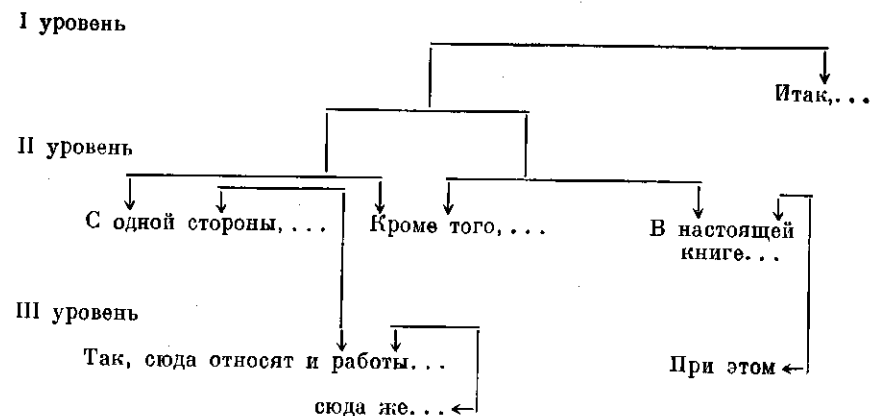 I уровень
Итак,...
II уровень
С одной стороны,... Кроме того,... В настоящей
книге...
III уровень
Так, сюда относят и работы... При этом
сюда же...